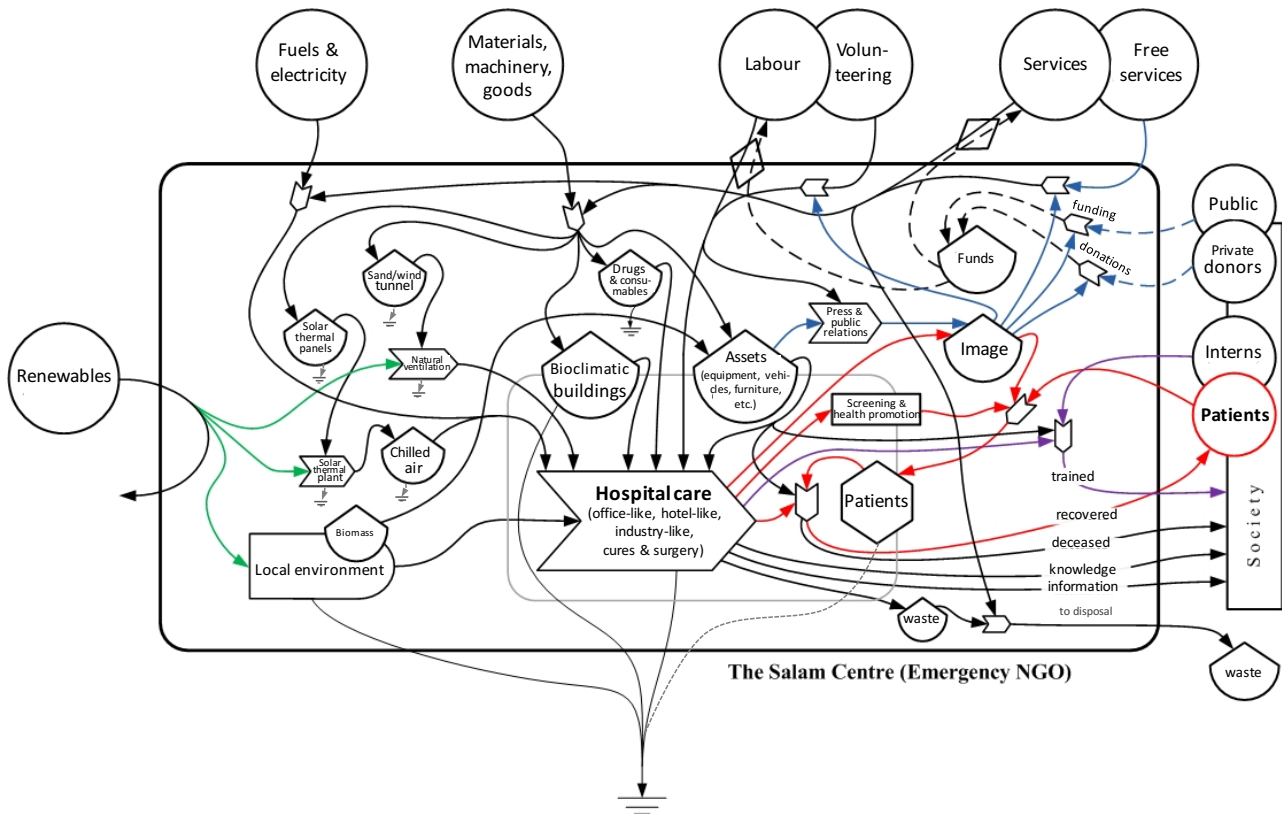 Fuels &
electricity
Materials,
machinery,
goods
Labour
Volun-
teering
Services
Free
services
Public
Private
donors
Interns
Patients
funding
donations
Funds
Sand/wind
tunnel
Drugs
& consu-
mables
Solar
thermal
panels
Natural
ventilation
Press &
public
relations
Image
Renewables
Bioclimatic
buildings
Assets
(equipment, vehi-
cles, furniture,
etc.)
Screening &
health promotion
Solar
thermal
plant
Chilled
air
Hospital care
(office-like, hotel-like,
industry-like,
cures & surgery)
Patients
trained
recovered
deceased
knowledge
information
to disposal
Society
Biomass
Local environment
waste
waste
The Salam Centre (Emergency NGO)